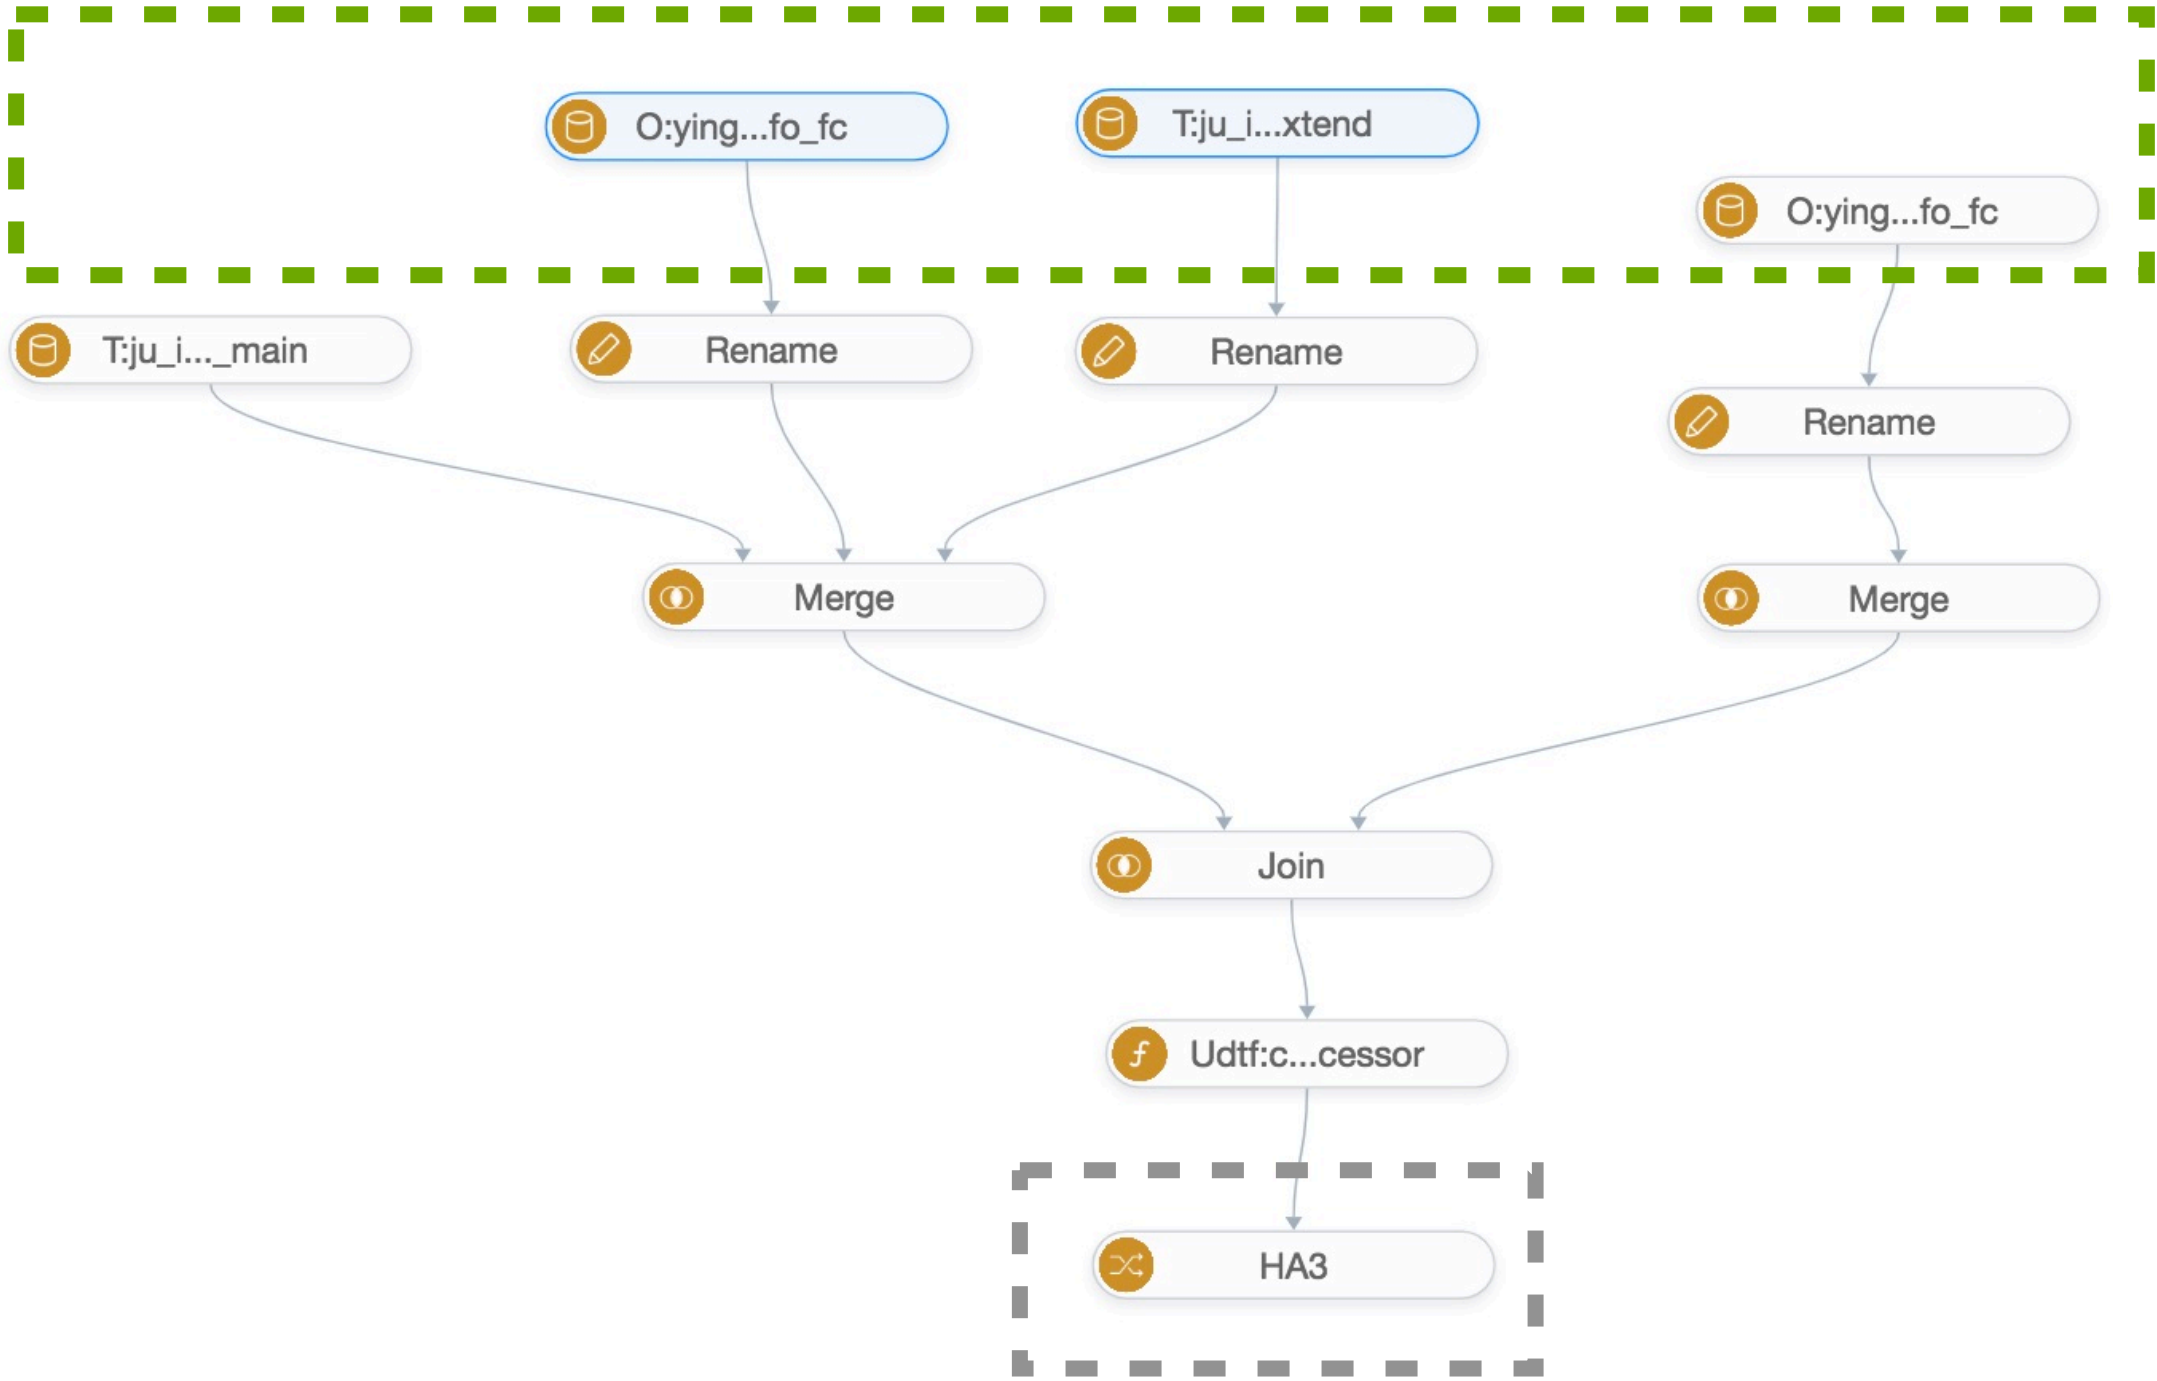 O:ying...fo_fc
T:ju_i...xtend
O:ying...fo_fc
T:ju_i..._main
Rename
Rename
Rename
Merge
Merge
Join
Udtf:c...cessor
HA3